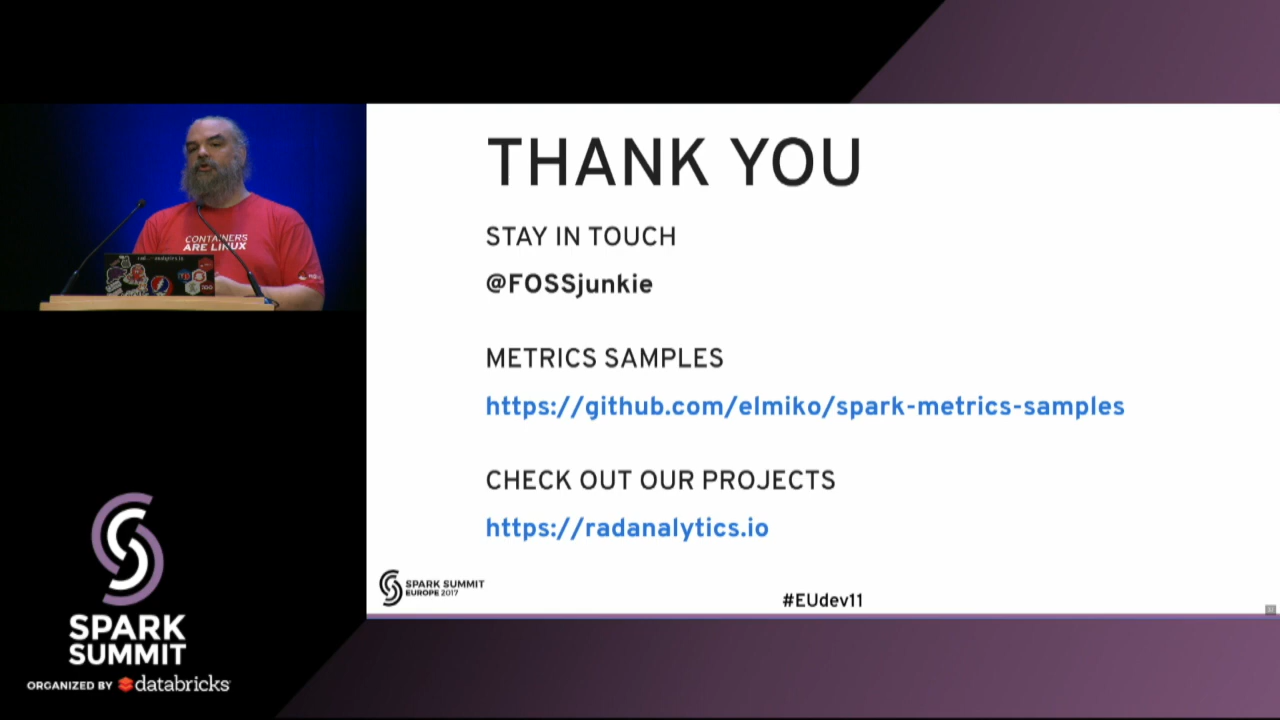 THANK YOU
STAY IN TOUCH
@FOSSjunkie
METRICS SAMPLES
https://github.com/elmiko/spark-metrics-samples
CHECK OUT OUR PROJECTS
https://radanalytics.io
SPARK SUMMIT
EUROPE 2017
#EUdev11
CONTAINERS
ARE LINUX
SPARK
SUMMIT
ORGANIZED BY databricks